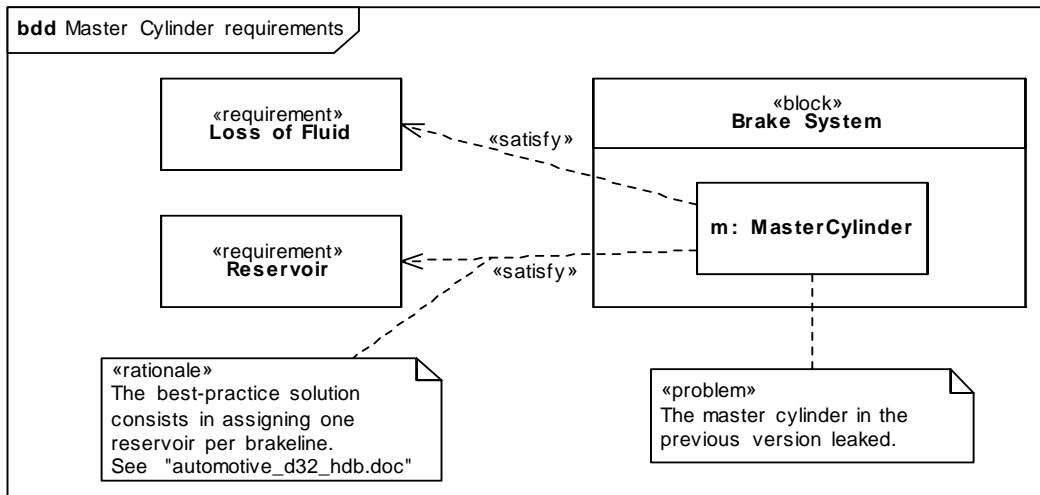 bdd Master Cylinder requirements
«requirement»
Loss of Fluid
«satisfy»
«block»
Brake System
m: MasterCylinder
«requirement»
Reservoir
«satisfy»
«rationale»
The best-practice solution
consists in assigning one
reservoir per brakeline.
See "automotive_d32_hdb.doc"
«problem»
The master cylinder in the
previous version leaked.